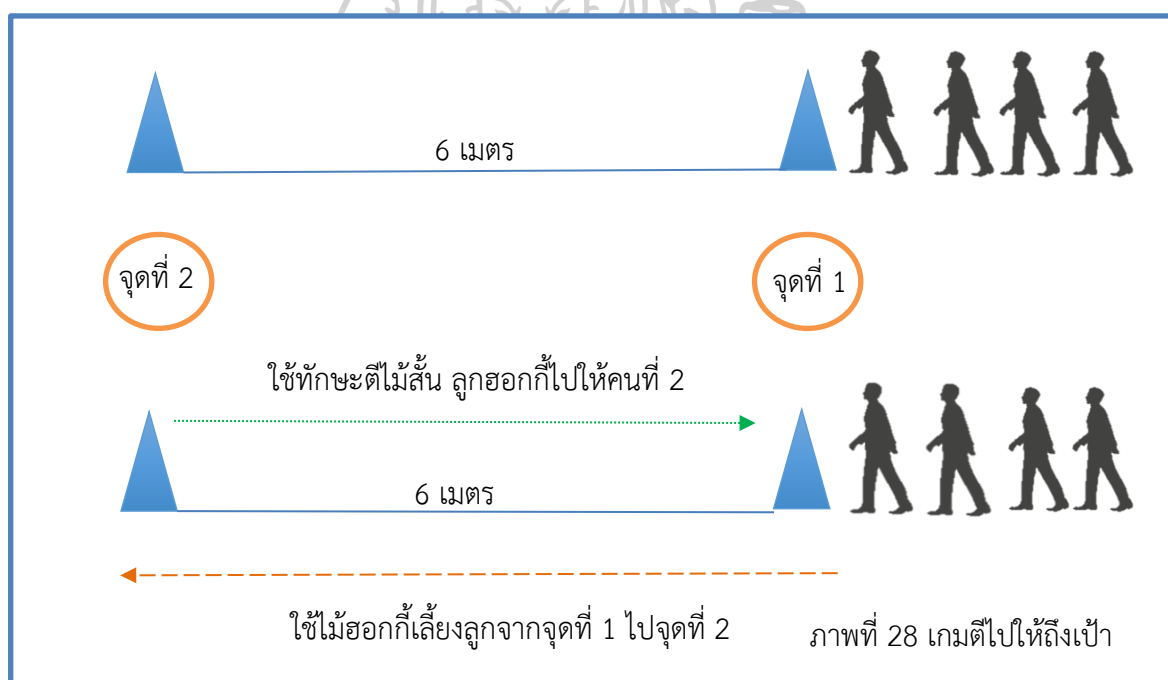 6 เมตร
จุดที่ 2
จุดที่ 1
ใช้ทักษะตีไม้สั้น ลูกฮอกกี้ไปให้คนที่ 2
6 เมตร
ใช้ไม้ฮอกกี้เลี้ยงลูกจากจุดที่ 1 ไปจุดที่ 2
ภาพที่ 28 เกมตีไปให้ถึงเป้า